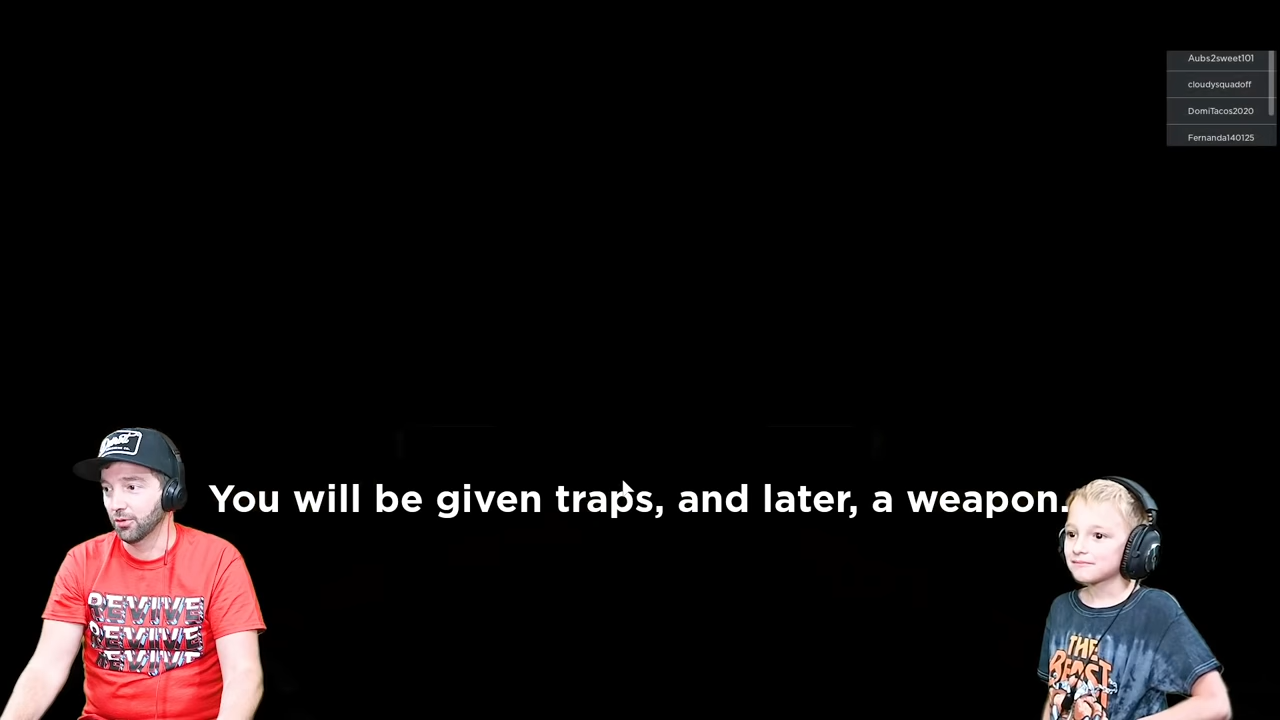 Aubs2sweet101
cloudysquadoff
DomiTacos2020
Fernanda140125
You will be given traps, and later, a weapon.
REVIVE
REVIVE
REVIVE
THE
BEAST